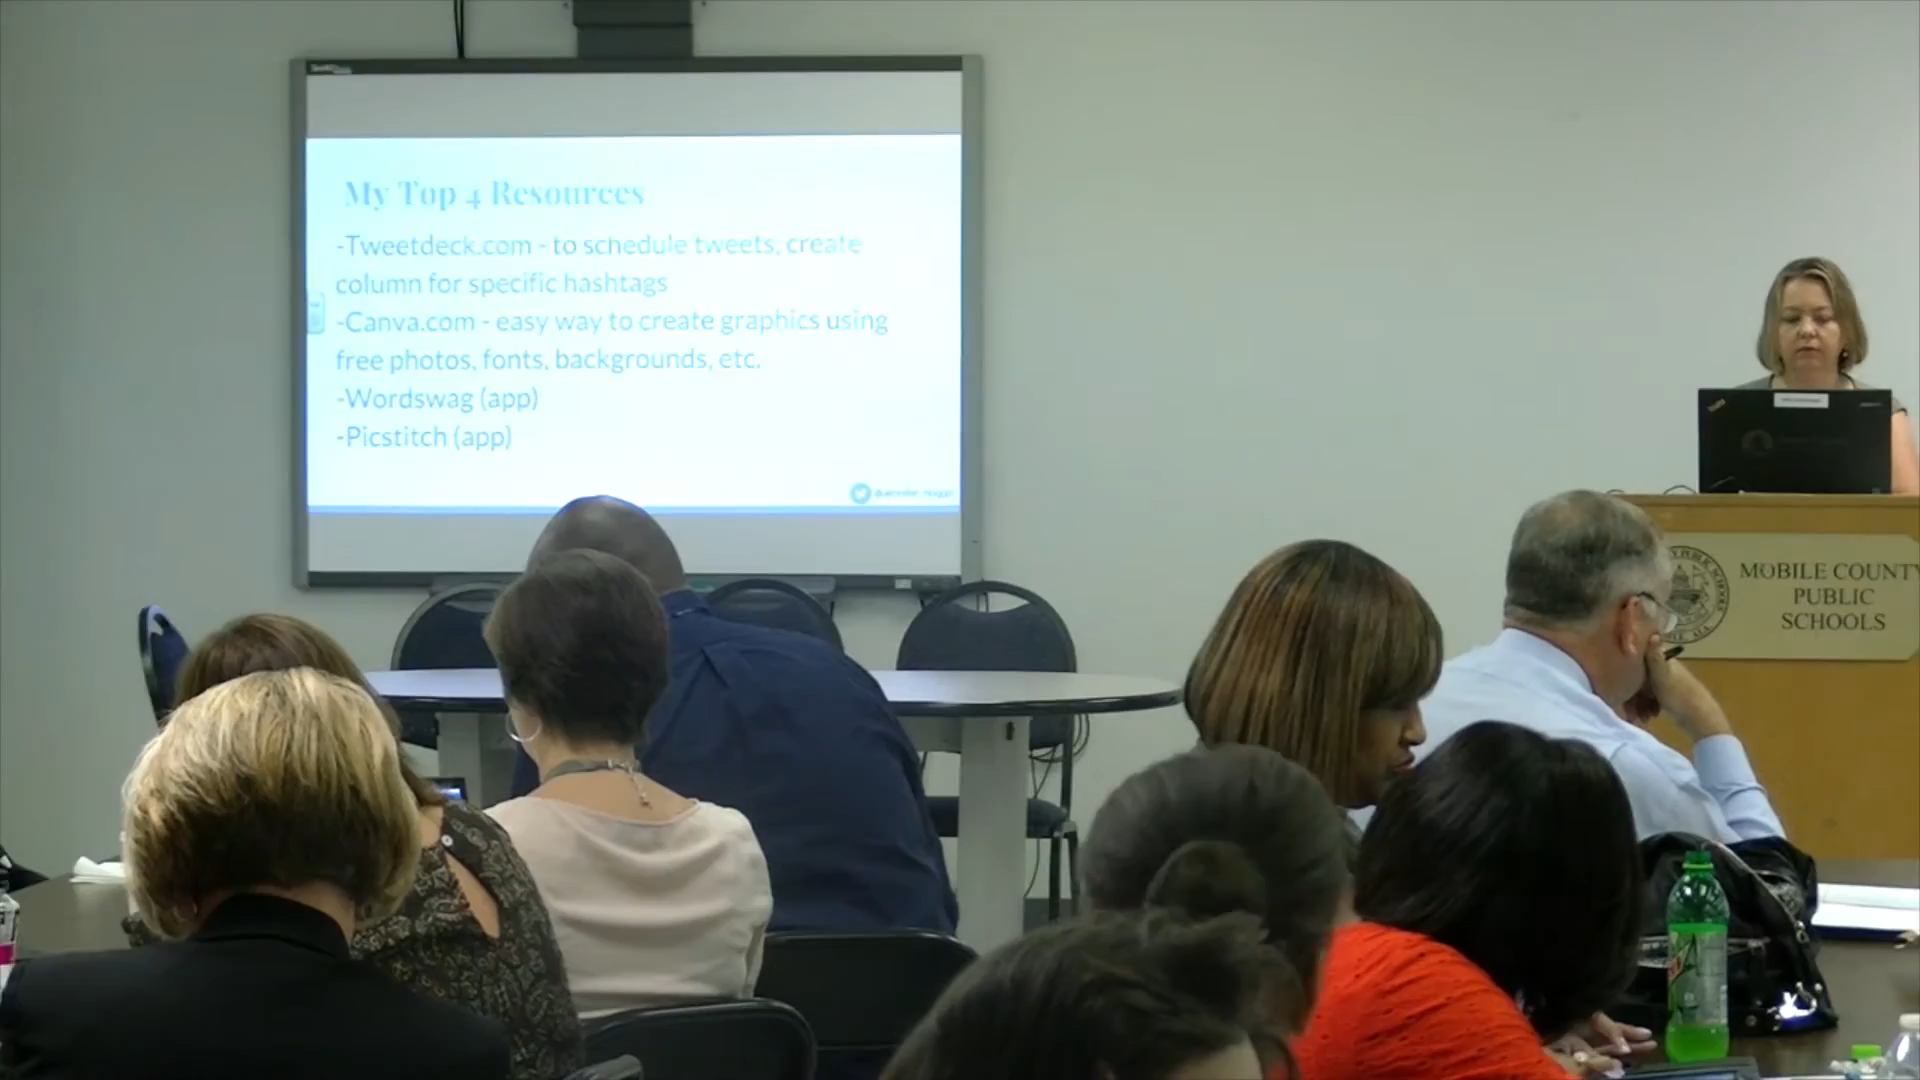 My Top 4 Resources
-Tweetdeck.com - to schedule tweets, create
column for specific hashtags
-Canva.com - easy way to create graphics using
free photos, fonts, backgrounds, etc.
-Wordswag (app)
-Picstitch (app)
MOBILE COUNTY
PUBLIC
SCHOOLS